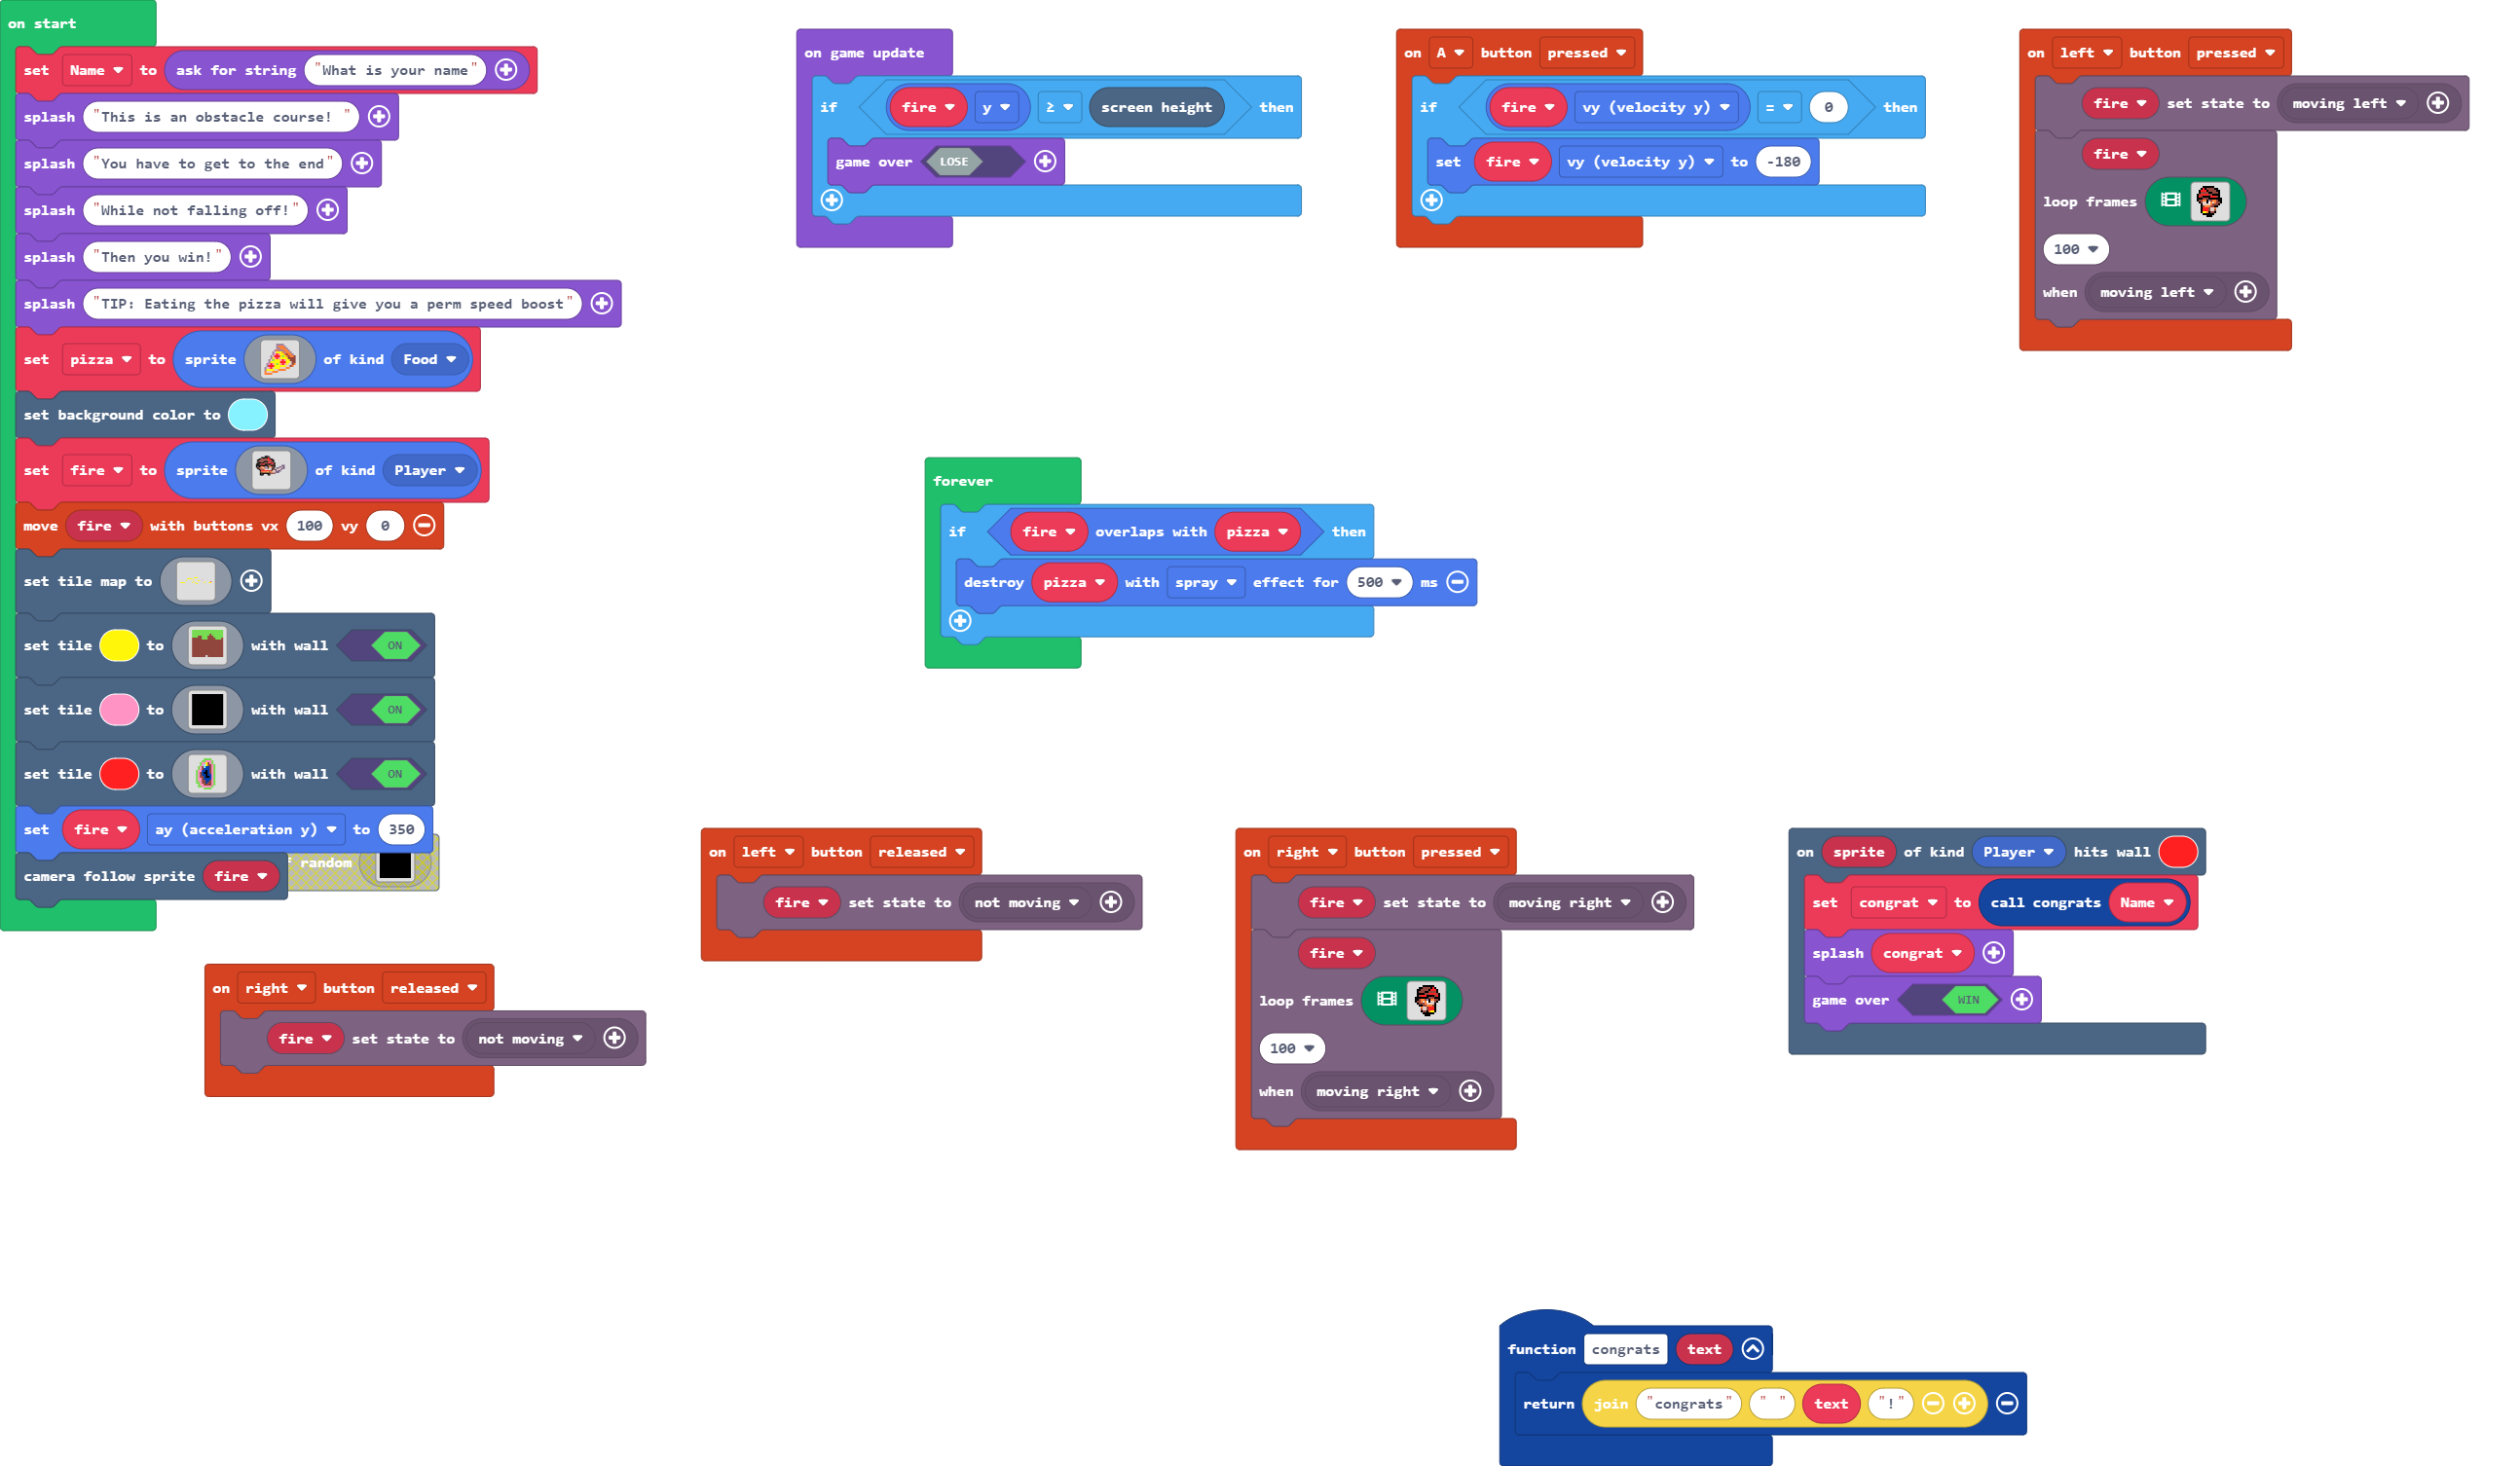 on start
set Name to ask for string "What is your name"
splash "This is an obstacle course! "
splash "You have to get to the end"
splash "While not falling off!"
splash "Then you win!"
splash "TIP: Eating the pizza will give you a perm speed boost"
set pizza to sprite of kind Food
set background color to
set fire to sprite of kind Player
move fire with buttons vx 100 vy 0
set tile map to
set tile to with wall ON
set tile to with wall ON
set tile to with wall ON
set fire ay (acceleration y) to 350
random
camera follow sprite fire
on game update
if fire y ≥ screen height then
game over LOSE
on A button pressed
if fire vy (velocity y) = 0 then
set fire vy (velocity y) to -180
on left button pressed
fire set state to moving left
fire
loop frames
100
when moving left
forever
if fire overlaps with pizza then
destroy pizza with spray effect for 500 ms
on left button released
fire set state to not moving
on right button pressed
fire set state to moving right
fire
loop frames
100
when moving right
on sprite of kind Player hits wall
set congrat to call congrats Name
splash congrat
game over WIN
on right button released
fire set state to not moving
function congrats text
return join "congrats" " " text "!"